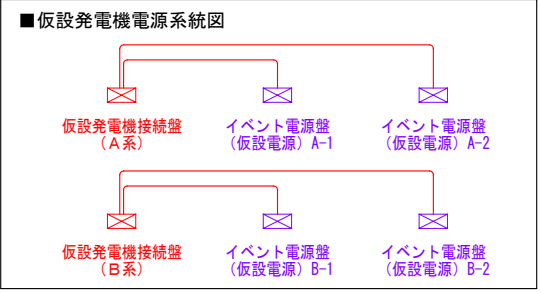 ■仮設発電機電源系統図
仮設発電機接続盤
（Ａ系）
イベント電源盤
（仮設電源）A-1
イベント電源盤
（仮設電源）A-2
仮設発電機接続盤
（Ｂ系）
イベント電源盤
（仮設電源）B-1
イベント電源盤
（仮設電源）B-2